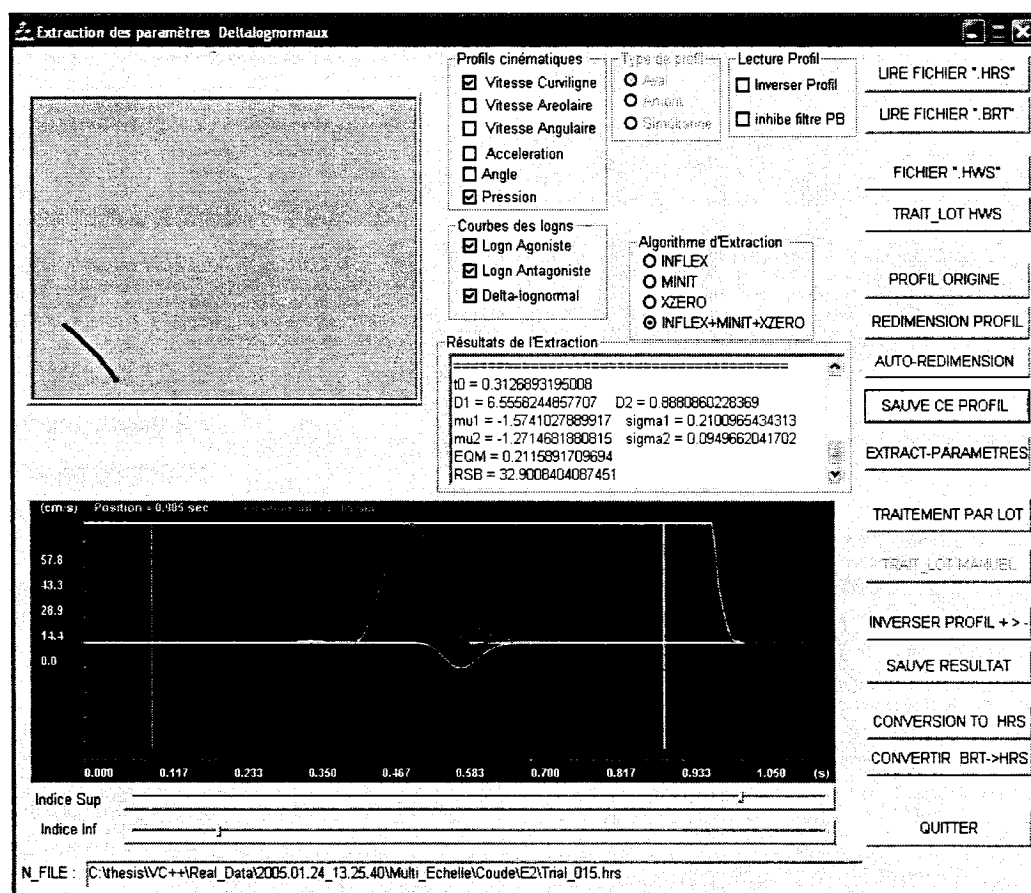 Extraction des paramètres Deltalognormaux
Profils cinématiques
Vitesse Curviligne
Vitesse Areolaire
Vitesse Angulaire
Acceleration
Angle
Pression
Type de profil
Simultanne
Lecture Profil
Inverser Profil
inhibe filtre PB
Courbes des logns
Logn Agoniste
Logn Antagoniste
Delta-lognormal
Algorithme d'Extraction
INFLEX
MINIT
XZERO
INFLEX+MINIT+XZERO
Résultats de l'Extraction
t0 = 0.3126893195008
D1 = 6.5558244857707 D2 = 0.8880860228369
mu1 = -1.5741027889917 sigma1 = 0.2100965434313
mu2 = -1.2714681880815 sigma2 = 0.0949662041702
EQM = 0.2115891709694
RSB = 32.9008404087451
LIRE FICHIER ".HRS"
LIRE FICHIER ".BRT"
FICHIER ".HWS"
TRAIT_LOT HWS
PROFIL ORIGINE
REDIMENSION PROFIL
AUTO-REDIMENSION
SAUVE CE PROFIL
EXTRACT-PARAMETRES
TRAITEMENT PAR LOT
TRAIT_LOT MANUEL
INVERSER PROFIL + > -
SAUVE RESULTAT
CONVERSION TO HRS
CONVERTIR BRT->HRS
QUITTER
(cm/s) Position = 0.905 sec
57.8
43.3
28.9
14.3
0.0
0.000 0.117 0.233 0.350 0.467 0.583 0.700 0.817 0.933 1.050 (s)
Indice Sup
Indice Inf
N_FILE : C:\thesis\VC++\Real_Data\2005.01.24_13.25.40\Multi_Echelle\Coude\E2\Trial_015.hrs